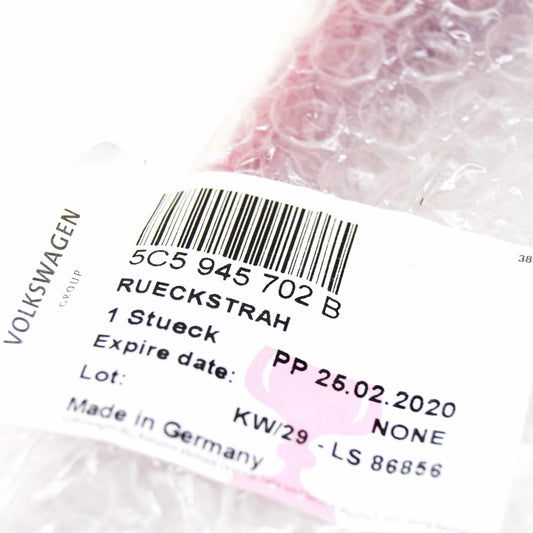 VOLKSWAGEN
GROUP
5C5 945 702 B
RUECKSTRAH
1 Stueck
PP 25.02.2020
Expire date: NONE
Lot: KW/29 - LS 86856
Made in Germany
38